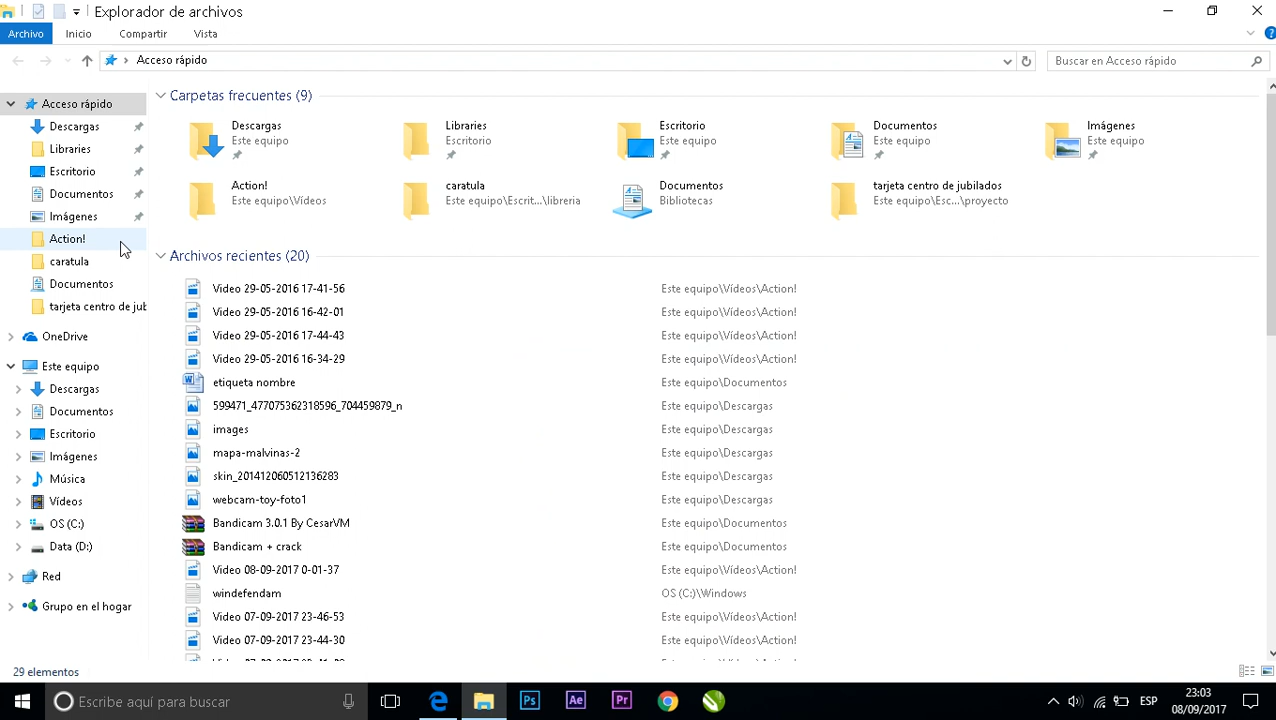 Explorador de archivos
Archivo Inicio Compartir Vista
Acceso rápido
Buscar en Acceso rápido
Acceso rápido
Descargas
Libraries
Escritorio
Documentos
Imágenes
Action!
caratula
Documentos
tarjeta centro de jub
OneDrive
Este equipo
Descargas
Documentos
Escritorio
Imágenes
Música
Vídeos
OS (C:)
Data (D:)
Red
Grupo en el hogar
Carpetas frecuentes (9)
Descargas
Este equipo
Libraries
Escritorio
Escritorio
Este equipo
Documentos
Este equipo
Imágenes
Este equipo
Action!
Este equipo\Vídeos
caratula
Este equipo\Escrit...\libreria
Documentos
Bibliotecas
tarjeta centro de jubilados
Este equipo\Esc...\proyecto
Archivos recientes (20)
Video 29-05-2016 17-41-56 Este equipo\Vídeos\Action!
Video 29-05-2016 16-42-01 Este equipo\Vídeos\Action!
Video 29-05-2016 17-44-43 Este equipo\Vídeos\Action!
Video 29-05-2016 16-34-29 Este equipo\Vídeos\Action!
etiqueta nombre Este equipo\Documentos
599471_477075362318596_704459879_n Este equipo\Descargas
images Este equipo\Descargas
mapa-malvinas-2 Este equipo\Descargas
skin_201412060512136283 Este equipo\Descargas
webcam-toy-foto1 Este equipo\Descargas
Bandicam 3.0.1 By CesarVM Este equipo\Documentos
Bandicam + crack Este equipo\Documentos
Video 08-09-2017 0-01-37 Este equipo\Vídeos\Action!
windefendam OS (C:)\Windows
Video 07-09-2017 23-46-53 Este equipo\Vídeos\Action!
Video 07-09-2017 23-44-30 Este equipo\Vídeos\Action!
29 elementos
Escribe aquí para buscar
Ps Ae Pr
ESP
23:03
08/09/2017